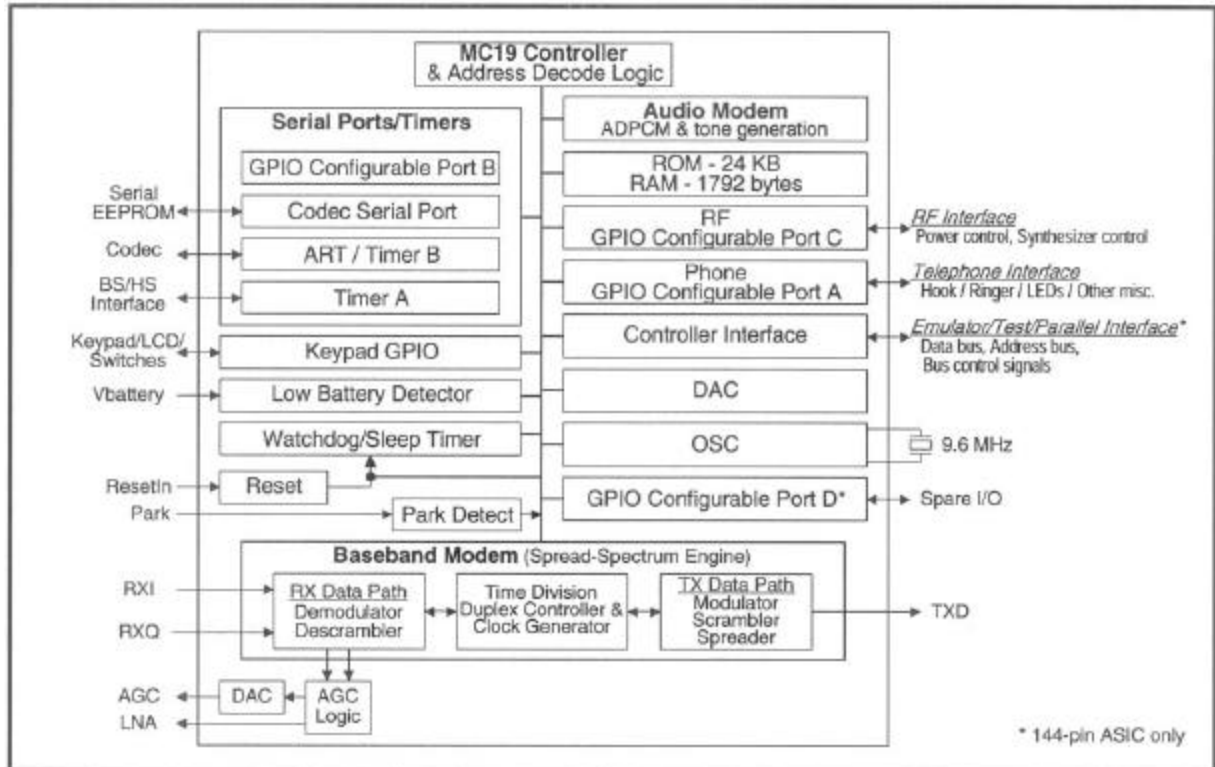 MC19 Controller
& Address Decode Logic
Serial Ports/Timers
GPIO Configurable Port B
Codec Serial Port
ART / Timer B
Timer A
Serial
EEPROM
Codec
BS/HS
Interface
Keypad/LCD/
Switches
Keypad GPIO
Vbattery
Low Battery Detector
Watchdog/Sleep Timer
ResetIn
Reset
Park
Park Detect
Audio Modem
ADPCM & tone generation
ROM - 24 KB
RAM - 1792 bytes
RF
GPIO Configurable Port C
RF Interface
Power control, Synthesizer control
Phone
GPIO Configurable Port A
Telephone Interface
Hook / Ringer / LEDs / Other misc.
Controller Interface
Emulator/Test/Parallel Interface*
Data bus, Address bus,
Bus control signals
DAC
OSC
9.6 MHz
GPIO Configurable Port D*
Spare I/O
Baseband Modem (Spread-Spectrum Engine)
RXI
RXQ
RX Data Path
Demodulator
Descrambler
Time Division
Duplex Controller &
Clock Generator
TX Data Path
Modulator
Scrambler
Spreader
TXD
AGC
LNA
DAC
AGC
Logic
* 144-pin ASIC only